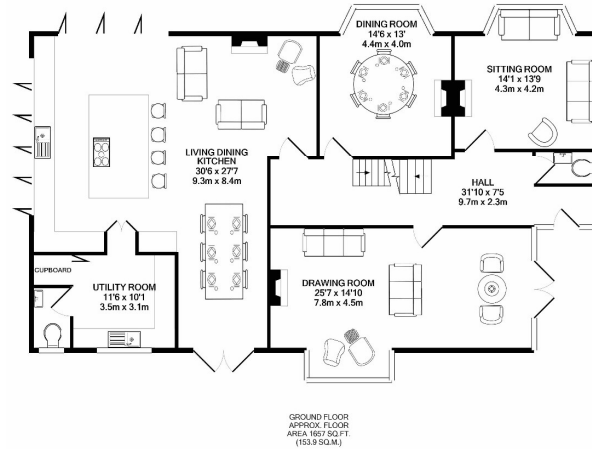 DINING ROOM
14'6 x 13'
4.4m x 4.0m
SITTING ROOM
14'1 x 13'9
4.3m x 4.2m
LIVING DINING
KITCHEN
30'6 x 27'7
9.3m x 8.4m
HALL
31'10 x 7'5
9.7m x 2.3m
CUPBOARD
UTILITY ROOM
11'6 x 10'1
3.5m x 3.1m
DRAWING ROOM
25'7 x 14'10
7.8m x 4.5m
GROUND FLOOR
APPROX. FLOOR
AREA 1657 SQ.FT.
(153.9 SQ.M.)